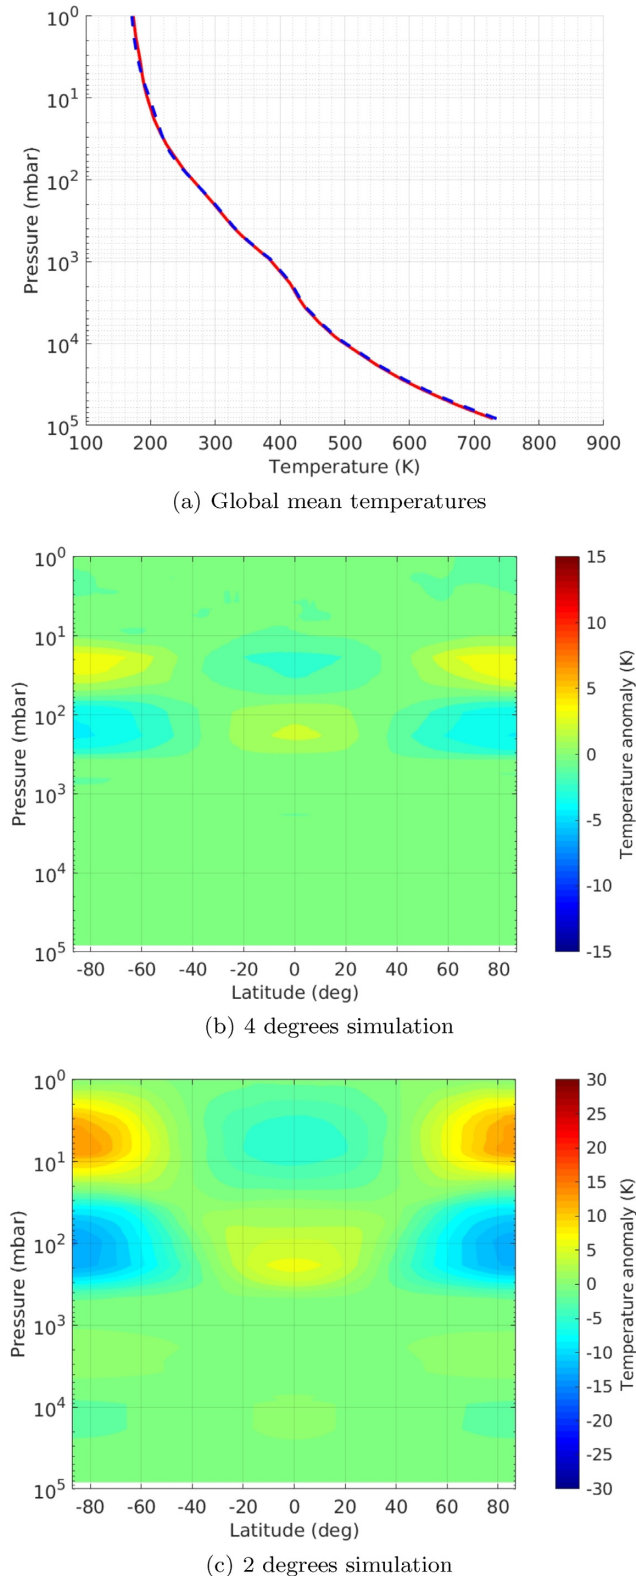 10^0
10^1
10^2
10^3
10^4
10^5
Pressure (mbar)
100 200 300 400 500 600 700 800 900
Temperature (K)
(a) Global mean temperatures
10^0
10^1
10^2
10^3
10^4
10^5
Pressure (mbar)
-80 -60 -40 -20 0 20 40 60 80
Latitude (deg)
15
10
5
0
-5
-10
-15
Temperature anomaly (K)
(b) 4 degrees simulation
10^0
10^1
10^2
10^3
10^4
10^5
Pressure (mbar)
-80 -60 -40 -20 0 20 40 60 80
Latitude (deg)
30
25
20
15
10
5
0
-5
-10
-15
-20
-25
-30
Temperature anomaly (K)
(c) 2 degrees simulation